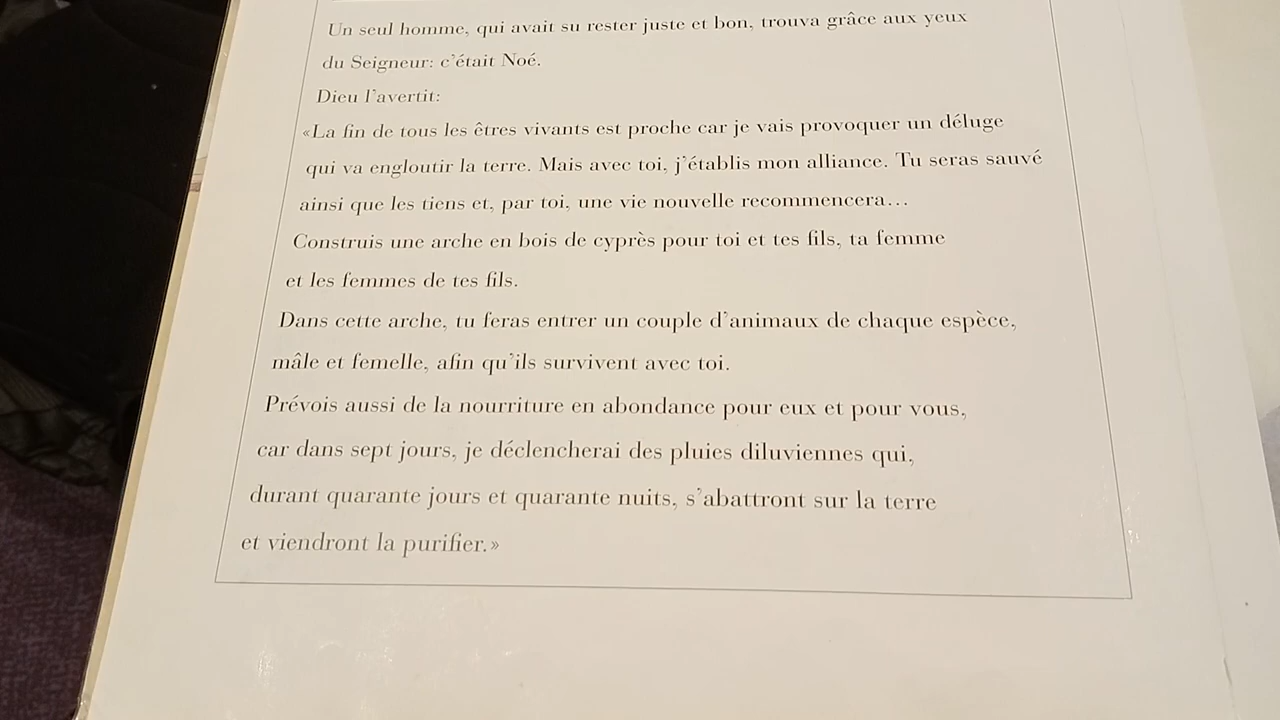 Un seul homme, qui avait su rester juste et bon, trouva grâce aux yeux
du Seigneur: c'était Noé.
Dieu l'avertit:
«La fin de tous les êtres vivants est proche car je vais provoquer un déluge
qui va engloutir la terre. Mais avec toi, j'établis mon alliance. Tu seras sauvé
ainsi que les tiens et, par toi, une vie nouvelle recommencera...
Construis une arche en bois de cyprès pour toi et tes fils, ta femme
et les femmes de tes fils.
Dans cette arche, tu feras entrer un couple d'animaux de chaque espèce,
mâle et femelle, afin qu'ils survivent avec toi.
Prévois aussi de la nourriture en abondance pour eux et pour vous,
car dans sept jours, je déclencherai des pluies diluviennes qui,
durant quarante jours et quarante nuits, s'abattront sur la terre
et viendront la purifier.»